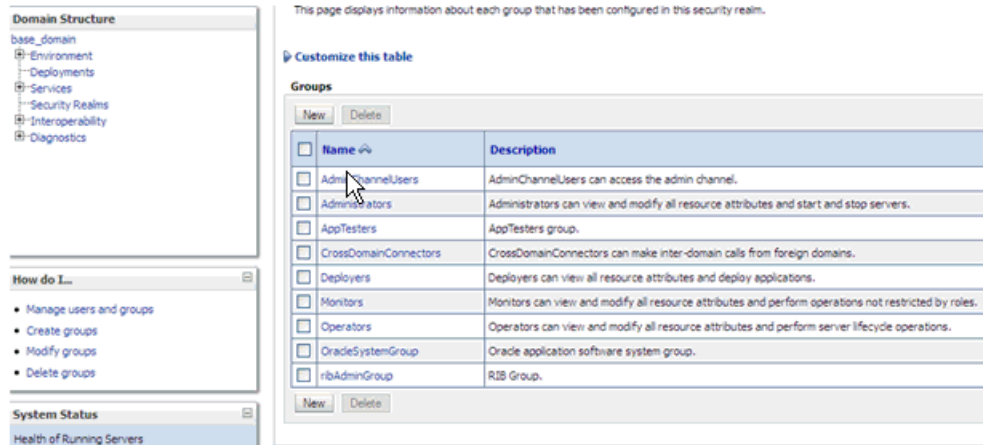 Domain Structure
base_domain
Environment
Deployments
Services
Security Realms
Interoperability
Diagnostics
How do I...
Manage users and groups
Create groups
Modify groups
Delete groups
System Status
Health of Running Servers
This page displays information about each group that has been configured in this security realm.
Customize this table
Groups
New Delete
Name Description
AdminChannelUsers AdminChannelUsers can access the admin channel.
Administrators Administrators can view and modify all resource attributes and start and stop servers.
AppTesters AppTesters group.
CrossDomainConnectors CrossDomainConnectors can make inter-domain calls from foreign domains.
Deployers Deployers can view all resource attributes and deploy applications.
Monitors Monitors can view and modify all resource attributes and perform operations not restricted by roles.
Operators Operators can view and modify all resource attributes and perform server lifecycle operations.
OracleSystemGroup Oracle application software system group.
ribAdminGroup RIB Group.
New Delete